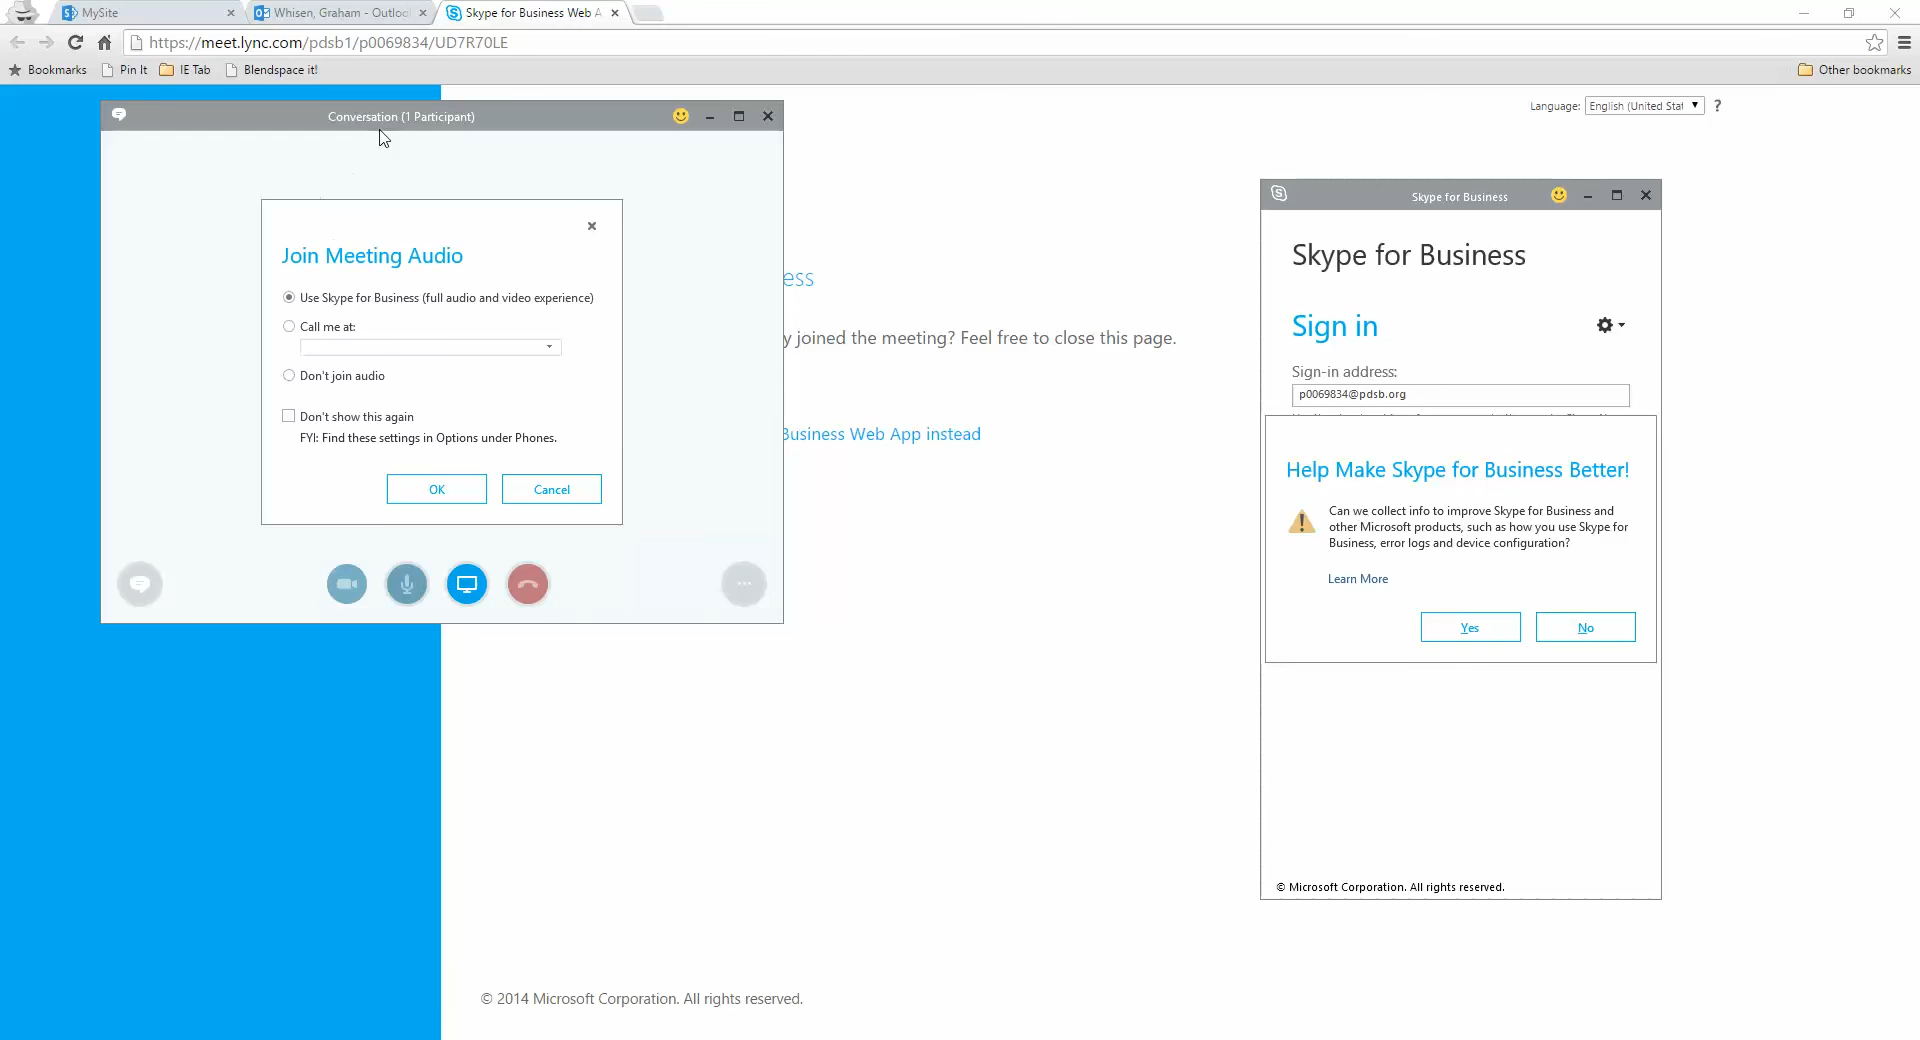 MySite
Whisen, Graham - Outlool
Skype for Business Web A
https://meet.lync.com/pdsb1/p0069834/UD7R70LE
Bookmarks
Pin It
IE Tab
Blendspace it!
Other bookmarks
Language:
English (United Stat
?
Conversation (1 Participant)
Join Meeting Audio
Use Skype for Business (full audio and video experience)
Call me at:
Don't join audio
Don't show this again
FYI: Find these settings in Options under Phones.
OK
Cancel
ess
y joined the meeting? Feel free to close this page.
Business Web App instead
© 2014 Microsoft Corporation. All rights reserved.
Skype for Business
Skype for Business
Sign in
Sign-in address:
p0069834@pdsb.org
Help Make Skype for Business Better!
Can we collect info to improve Skype for Business and
other Microsoft products, such as how you use Skype for
Business, error logs and device configuration?
Learn More
Yes
No
© Microsoft Corporation. All rights reserved.